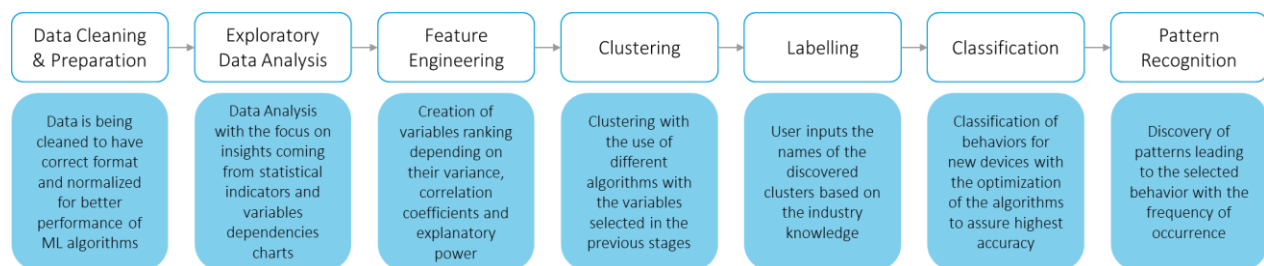 Data Cleaning
& Preparation
Exploratory
Data Analysis
Feature
Engineering
Clustering
Labelling
Classification
Pattern
Recognition
Data is being
cleaned to have
correct format
and normalized
for better
performance of
ML algorithms
Data Analysis
with the focus on
insights coming
from statistical
indicators and
variables
dependencies
charts
Creation of
variables ranking
depending on
their variance,
correlation
coefficients and
explanatory
power
Clustering with
the use of
different
algorithms with
the variables
selected in the
previous stages
User inputs the
names of the
discovered
clusters based on
the industry
knowledge
Classification of
behaviors for
new devices with
the optimization
of the algorithms
to assure highest
accuracy
Discovery of
patterns leading
to the selected
behavior with the
frequency of
occurrence